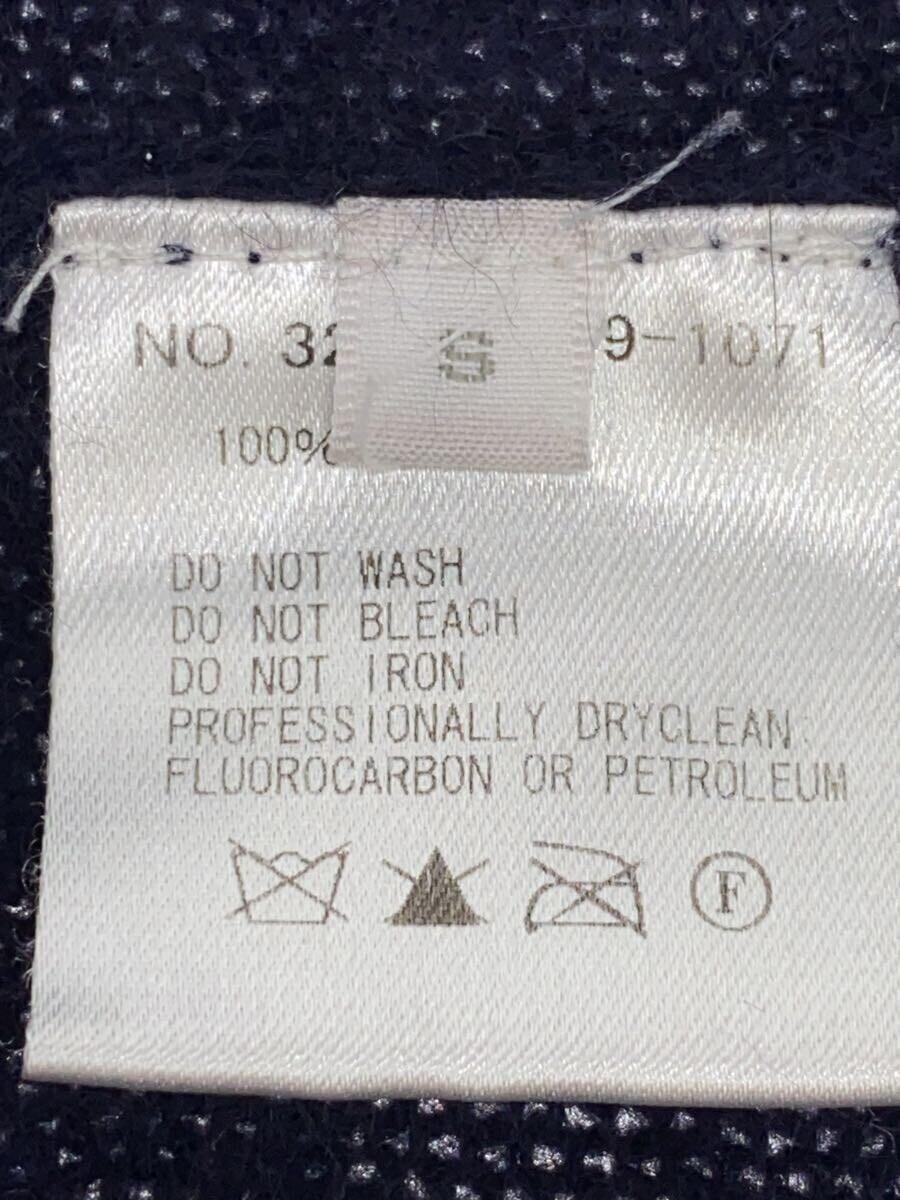 NO. 32 S 9-1071
100%
DO NOT WASH
DO NOT BLEACH
DO NOT IRON
PROFESSIONALLY DRYCLEAN:
FLUOROCARBON OR PETROLEUM
F